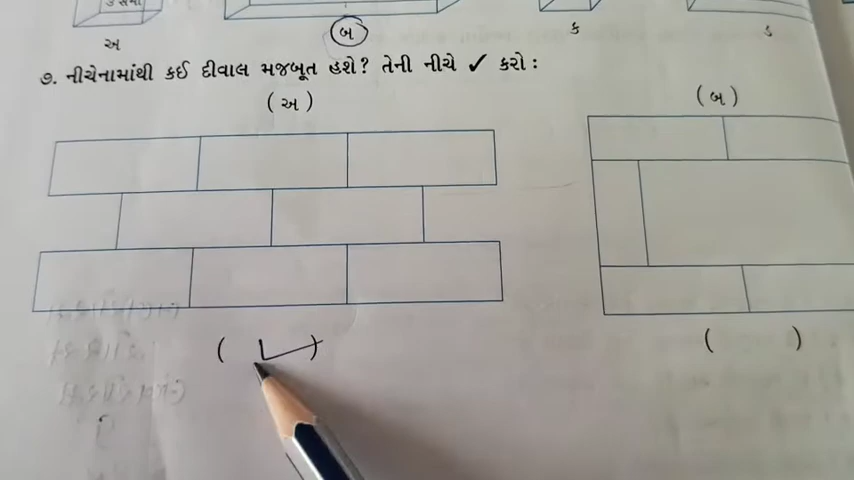 અ
બ
ક
ડ
૭. નીચેનામાંથી કઈ દીવાલ મજબૂત હશે? તેની નીચે ✓ કરો :
(અ)
(બ)
( ✓ )
( )